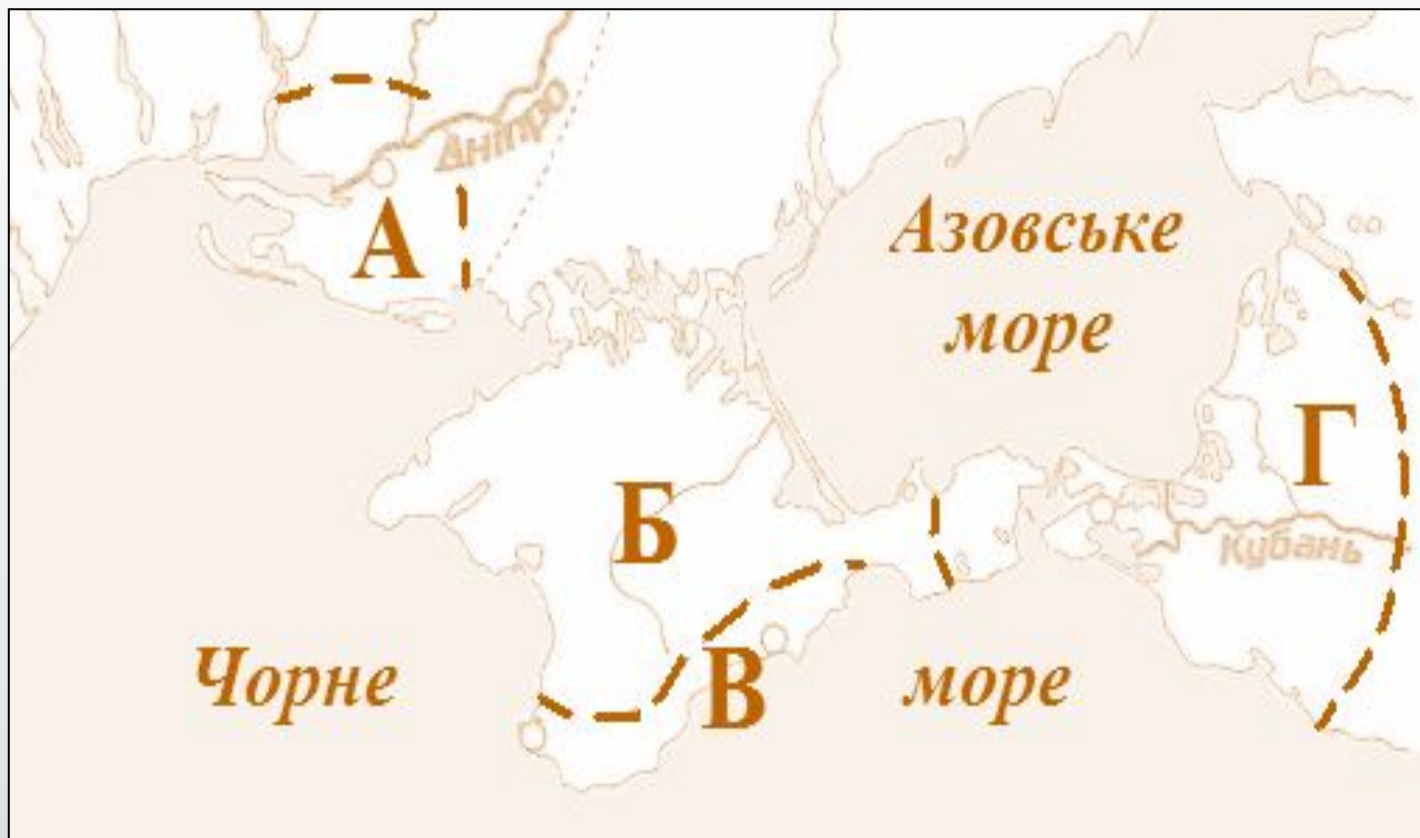 Дніпро
А
Азовське
море
Г
Б
Кубань
Чорне
В
море